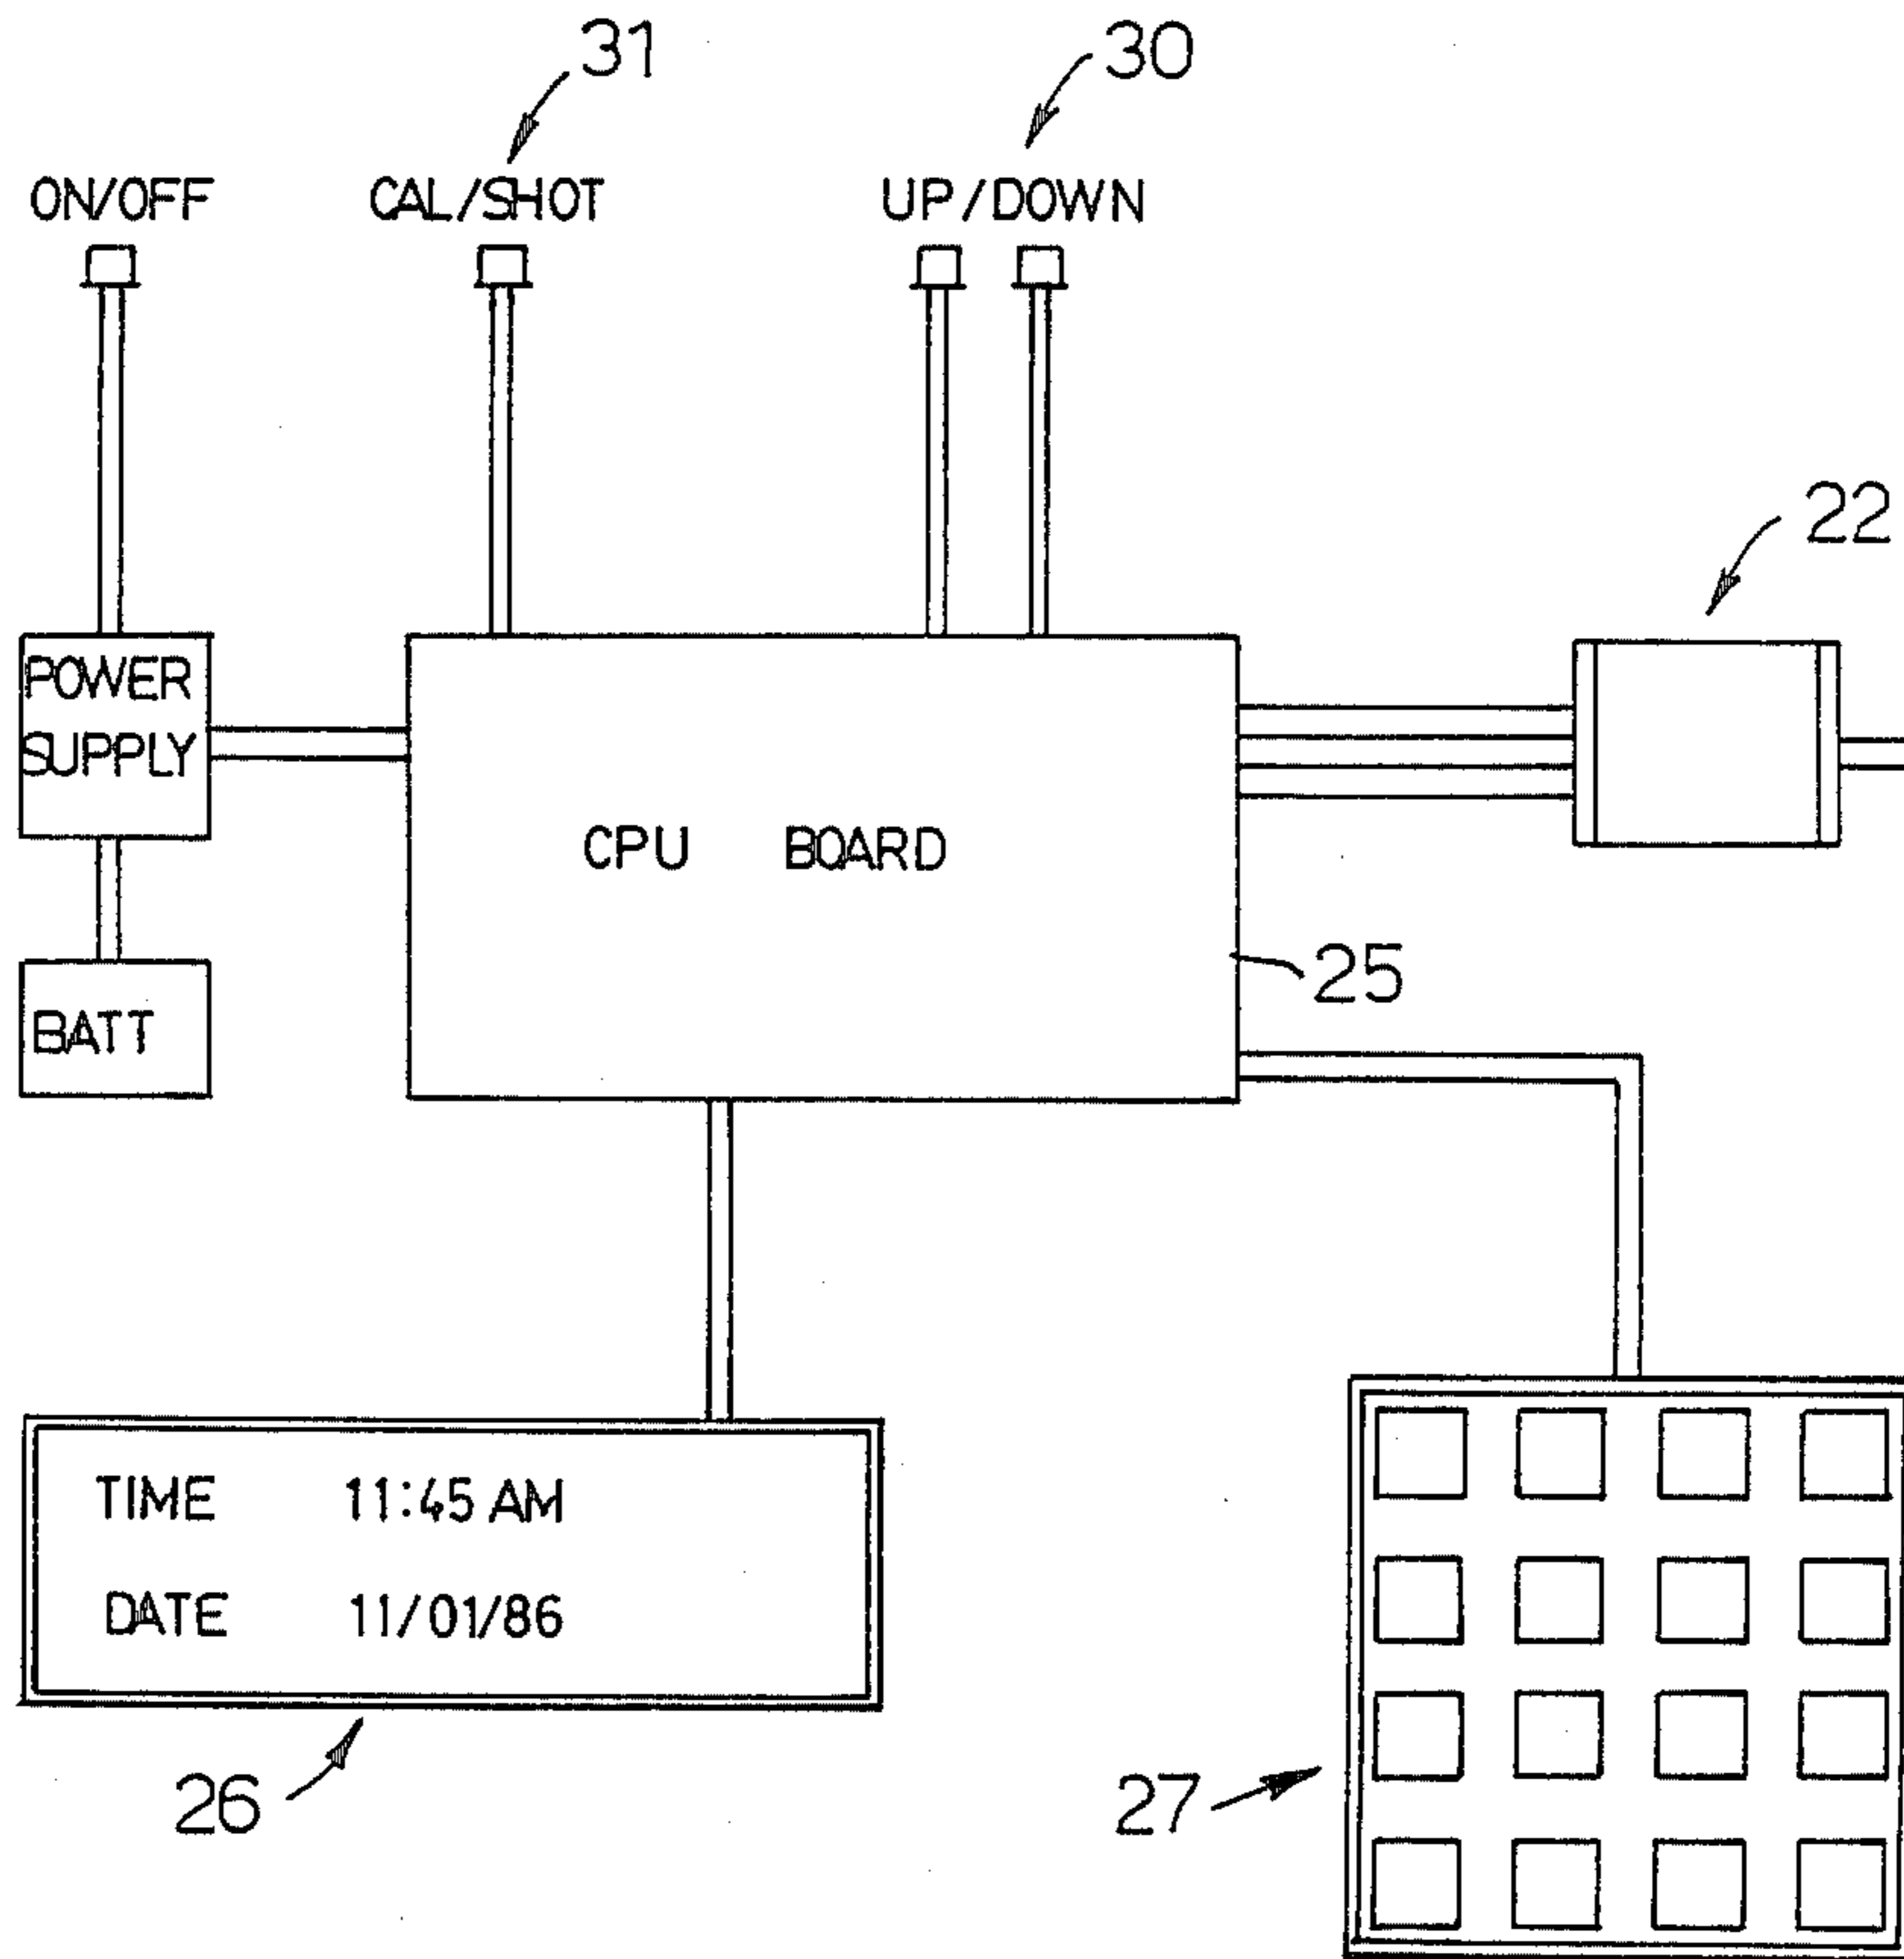 31
30
ON/OFF
CAL/SHOT
UP/DOWN
22
POWER
SUPPLY
CPU BOARD
25
BATT
TIME 11:45 AM
DATE 11/01/86
26
27